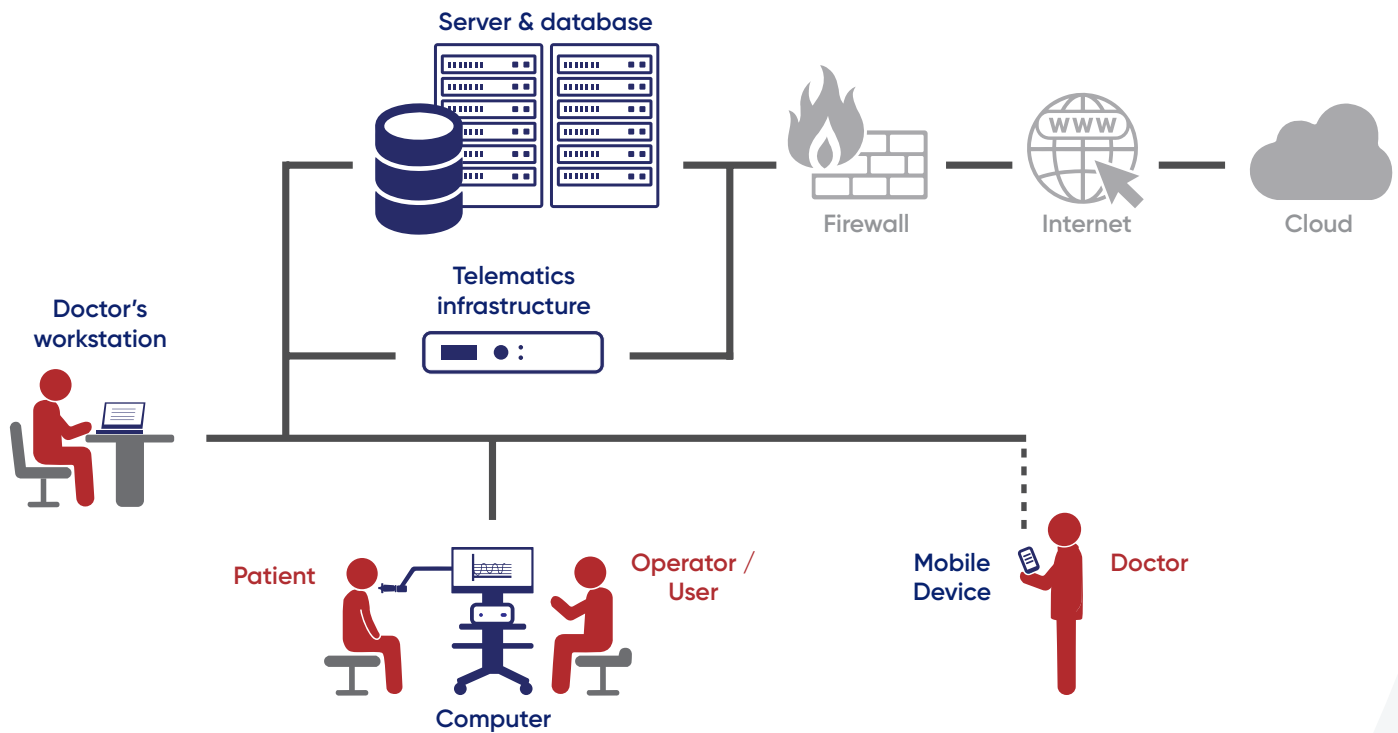 Server & database
WWW
Firewall
Internet
Cloud
Telematics
infrastructure
Doctor's
workstation
Patient
Operator /
User
Mobile
Device
Doctor
Computer